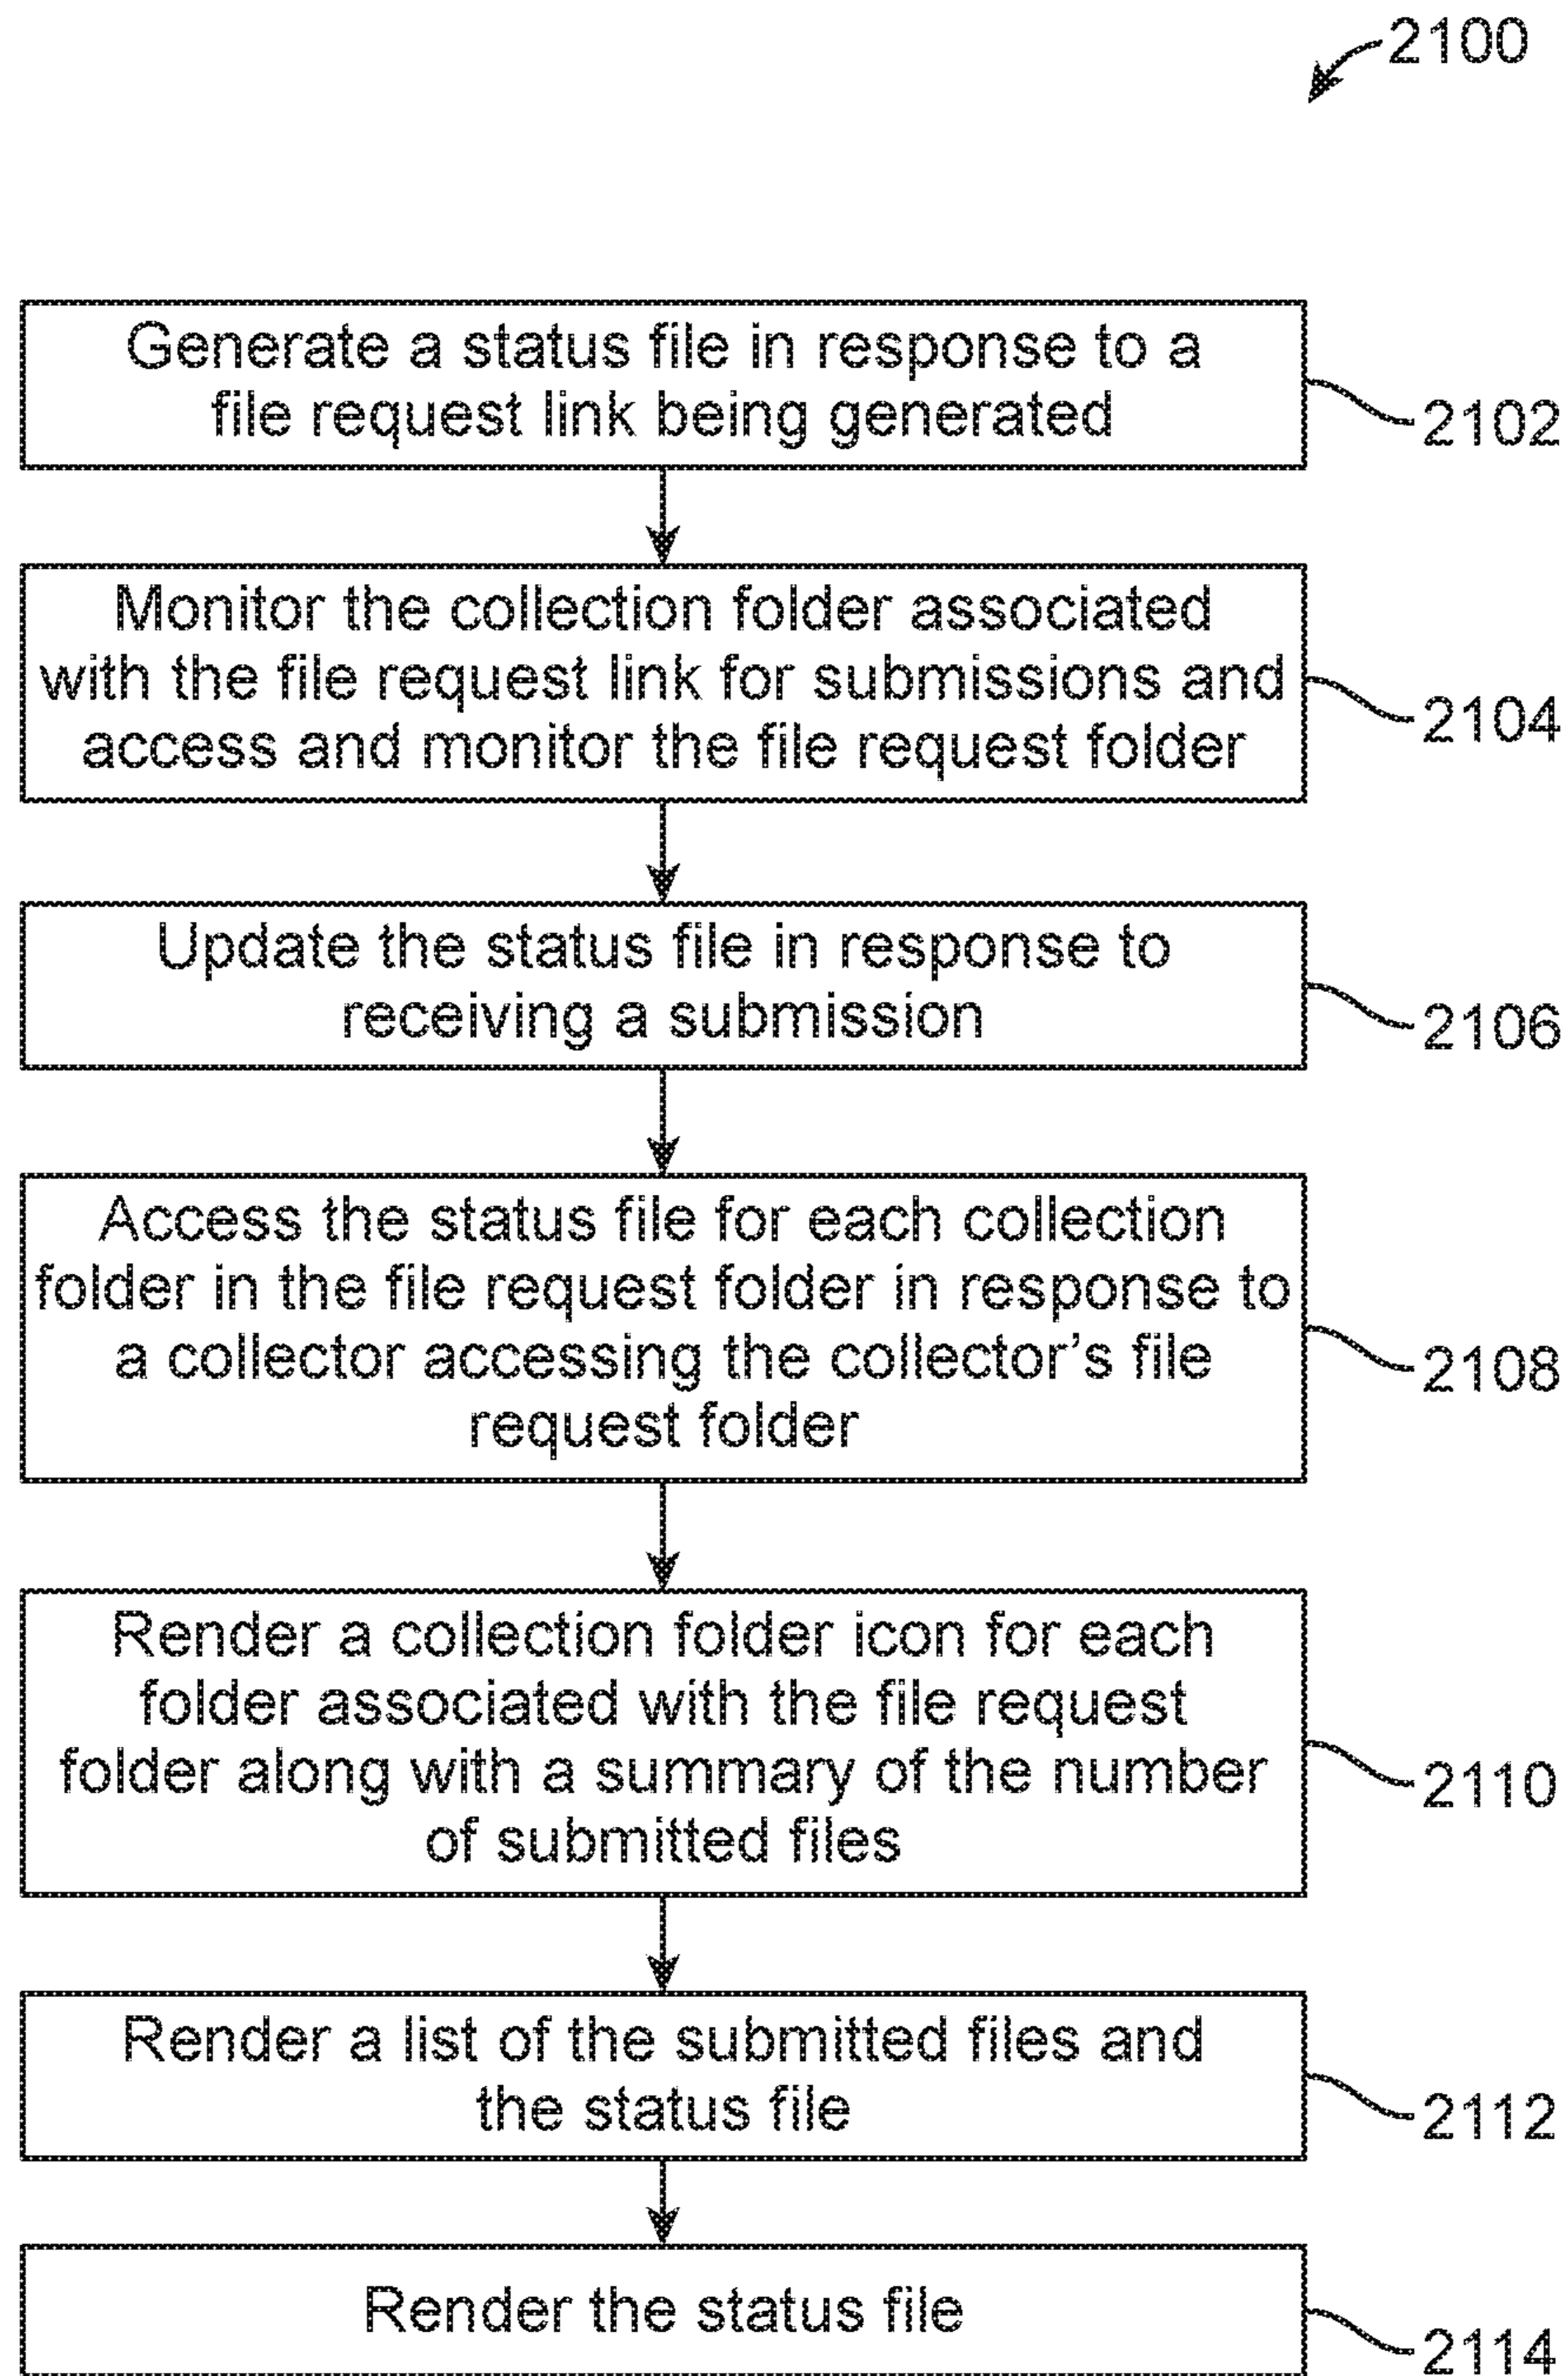 2100
Generate a status file in response to a
file request link being generated
2102
Monitor the collection folder associated
with the file request link for submissions and
access and monitor the file request folder
2104
Update the status file in response to
receiving a submission
2106
Access the status file for each collection
folder in the file request folder in response to
a collector accessing the collector's file
request folder
2108
Render a collection folder icon for each
folder associated with the file request
folder along with a summary of the number
of submitted files
2110
Render a list of the submitted files and
the status file
2112
Render the status file
2114